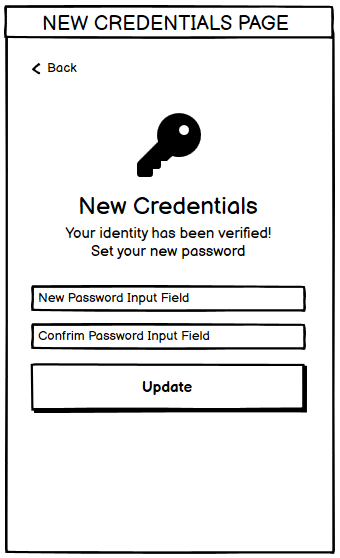 NEW CREDENTIALS PAGE
Back
New Credentials
Your identity has been verified!
Set your new password
New Password Input Field
Confrim Password Input Field
Update